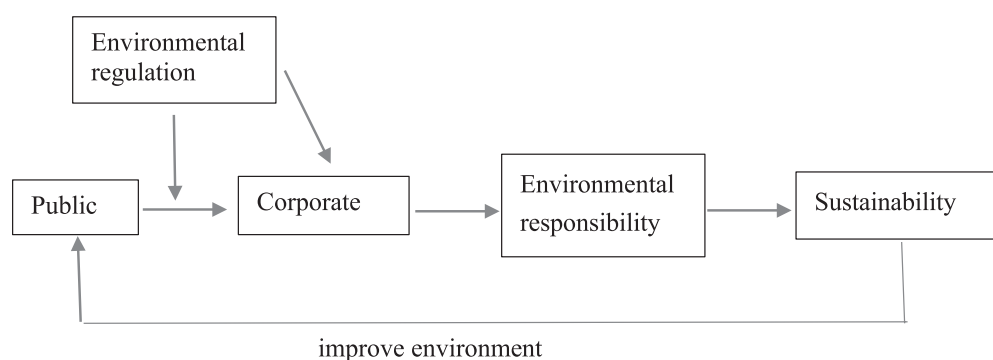 Environmental
regulation
Public
Corporate
Environmental
responsibility
Sustainability
improve environment